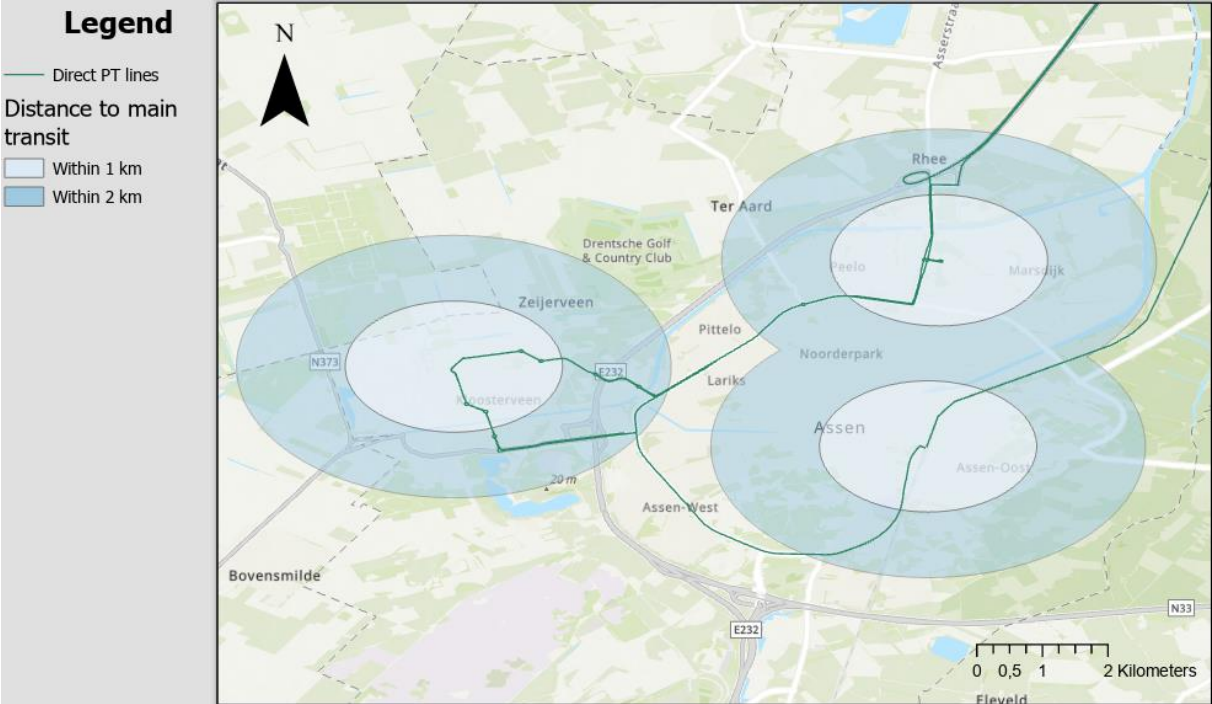 Legend
Direct PT lines
Distance to main
transit
Within 1 km
Within 2 km
N
Rhee
Ter Aard
Drentsche Golf
& Country Club
Peelo
Marsdijk
Zeijerveen
Pittelo
Noorderpark
N373
E232
Lariks
Kloosterveen
Assen
Assen-Oost
20 m
Assen-West
Bovensmilde
N33
E232
0 0,5 1 2 Kilometers